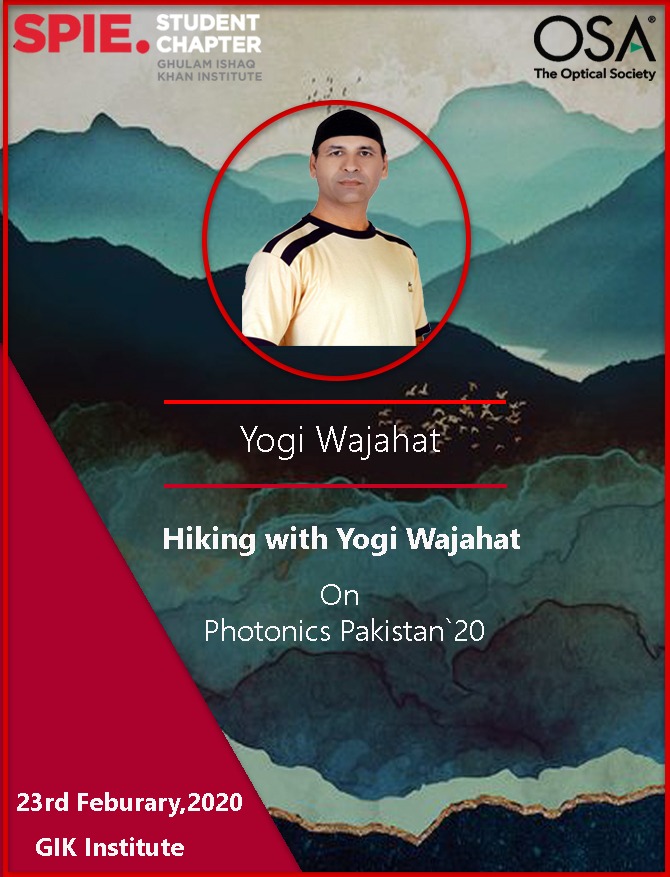 SPIE. STUDENT
CHAPTER
GHULAM ISHAQ
KHAN INSTITUTE
OSA®
The Optical Society
Yogi Wajahat
Hiking with Yogi Wajahat
On
Photonics Pakistan`20
23rd Feburary,2020
GIK Institute